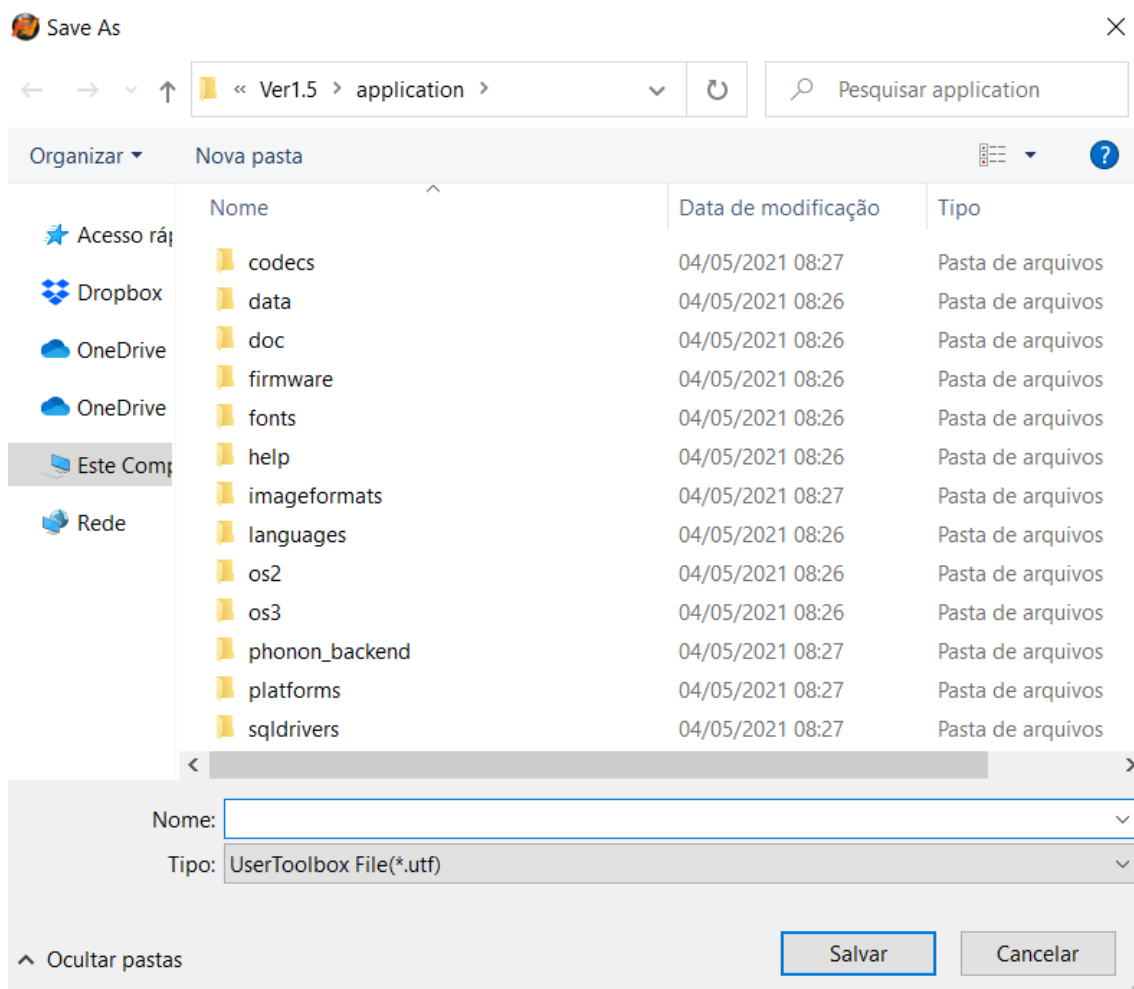 Save As
« Ver1.5 > application >
Pesquisar application
Organizar
Nova pasta
?
Nome
Data de modificação
Tipo
Acesso ráp
Dropbox
OneDrive
OneDrive
Este Comp
Rede
codecs 04/05/2021 08:27 Pasta de arquivos
data 04/05/2021 08:26 Pasta de arquivos
doc 04/05/2021 08:26 Pasta de arquivos
firmware 04/05/2021 08:26 Pasta de arquivos
fonts 04/05/2021 08:26 Pasta de arquivos
help 04/05/2021 08:26 Pasta de arquivos
imageformats 04/05/2021 08:27 Pasta de arquivos
languages 04/05/2021 08:26 Pasta de arquivos
os2 04/05/2021 08:26 Pasta de arquivos
os3 04/05/2021 08:26 Pasta de arquivos
phonon_backend 04/05/2021 08:27 Pasta de arquivos
platforms 04/05/2021 08:27 Pasta de arquivos
sqldrivers 04/05/2021 08:27 Pasta de arquivos
Nome:
Tipo: UserToolbox File(*.utf)
Ocultar pastas
Salvar
Cancelar